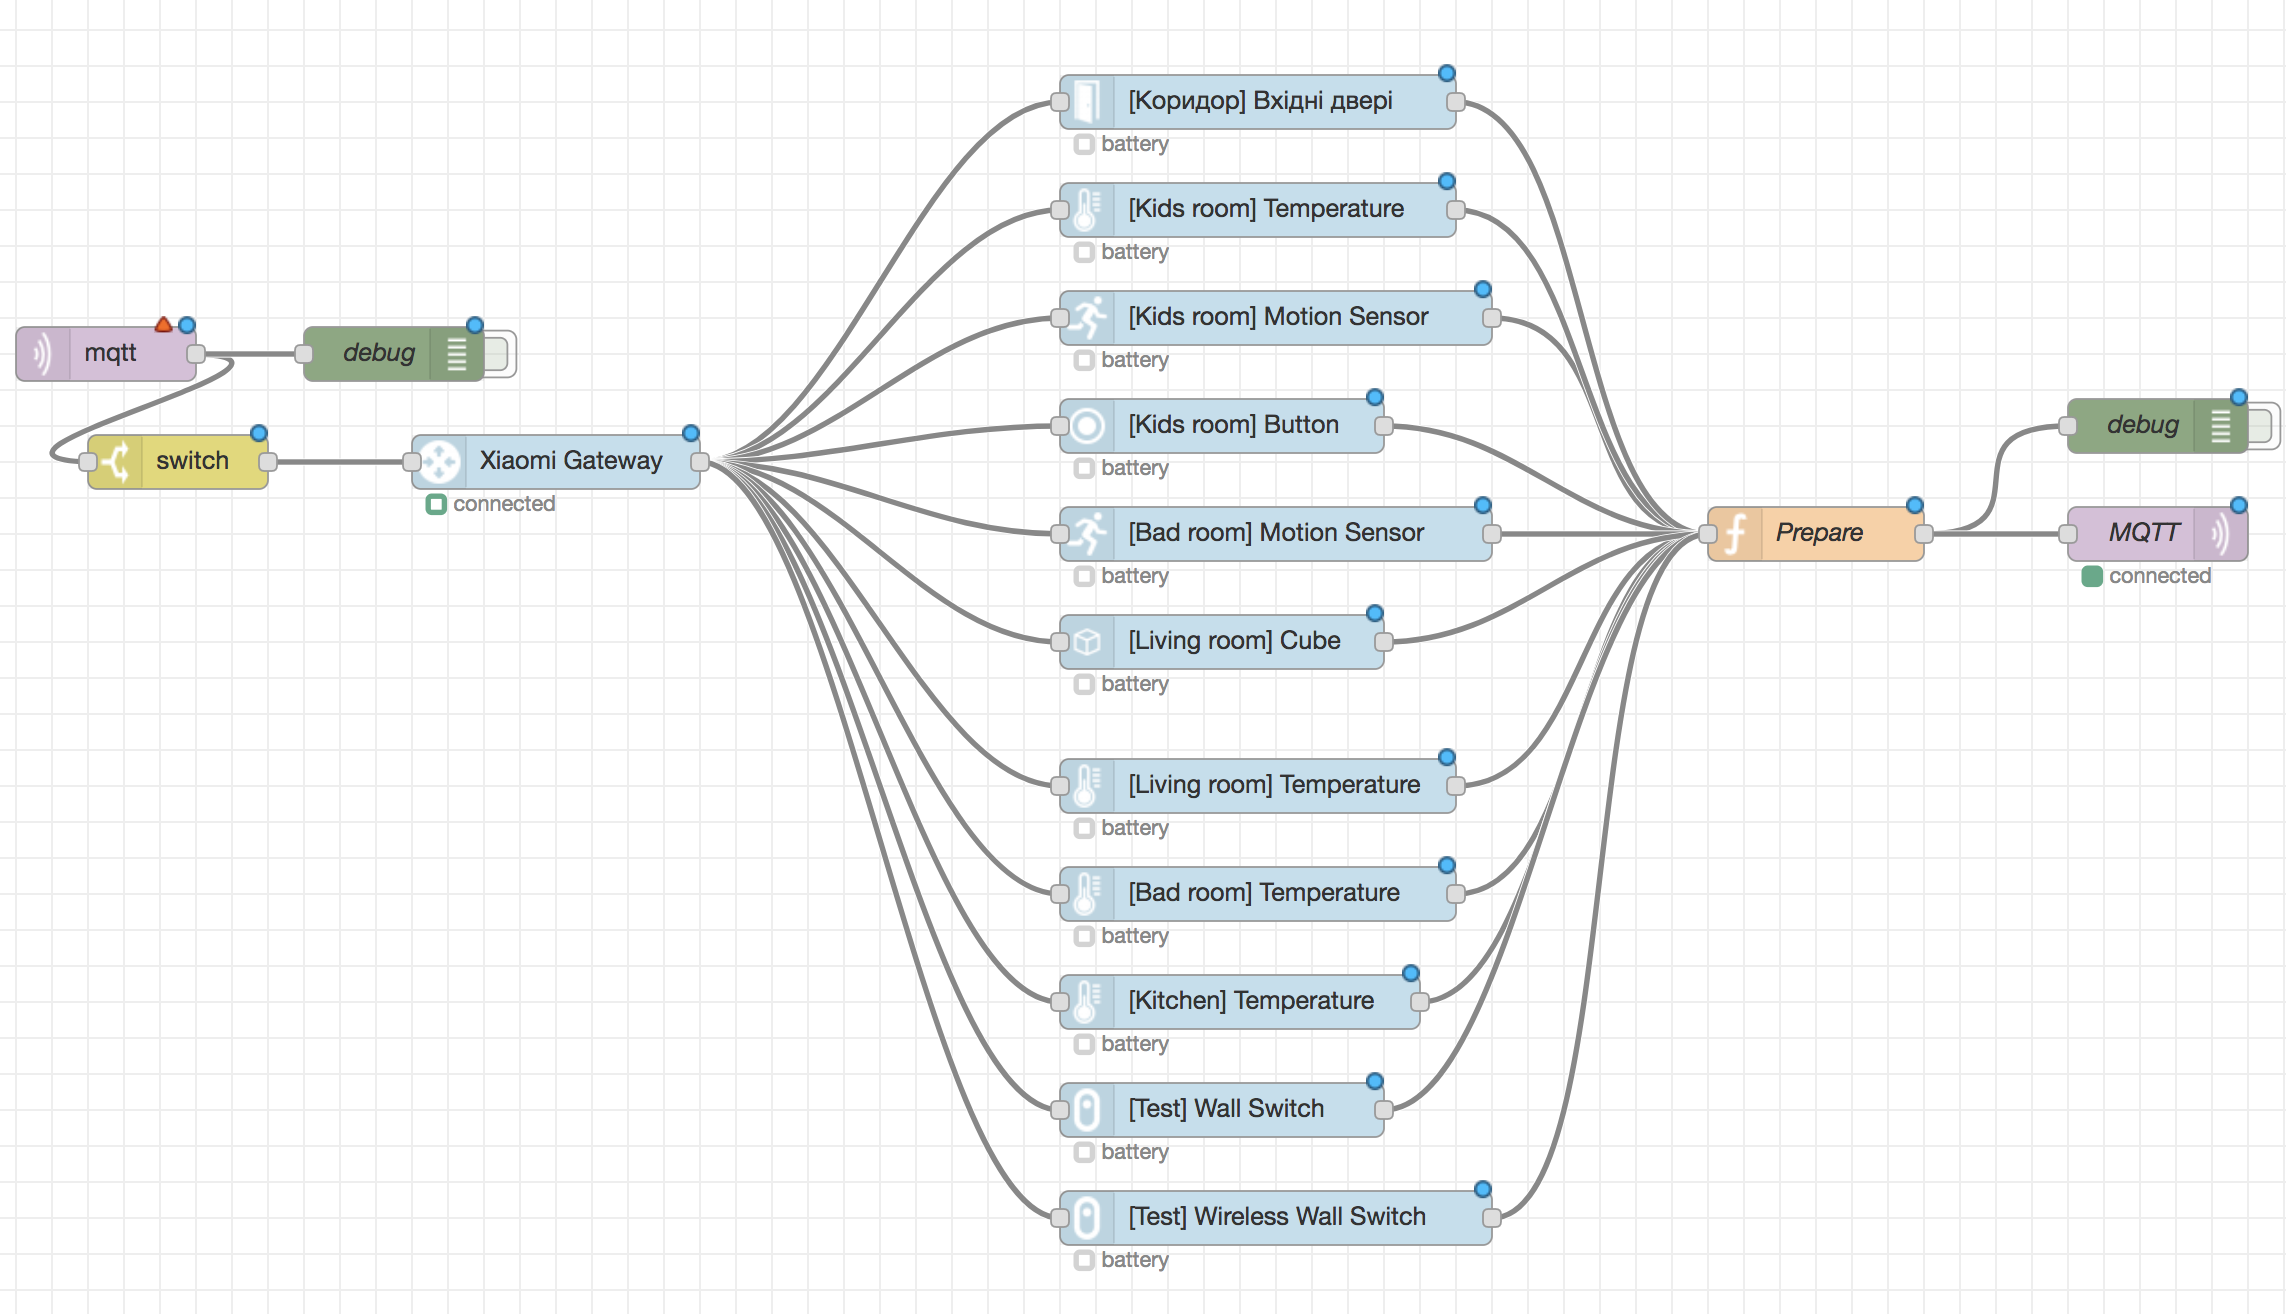 mqtt
debug
switch
Xiaomi Gateway
connected
[Коридор] Вхідні двері
battery
[Kids room] Temperature
battery
[Kids room] Motion Sensor
battery
[Kids room] Button
battery
[Bad room] Motion Sensor
battery
[Living room] Cube
battery
[Living room] Temperature
battery
[Bad room] Temperature
battery
[Kitchen] Temperature
battery
[Test] Wall Switch
battery
[Test] Wireless Wall Switch
battery
Prepare
debug
MQTT
connected